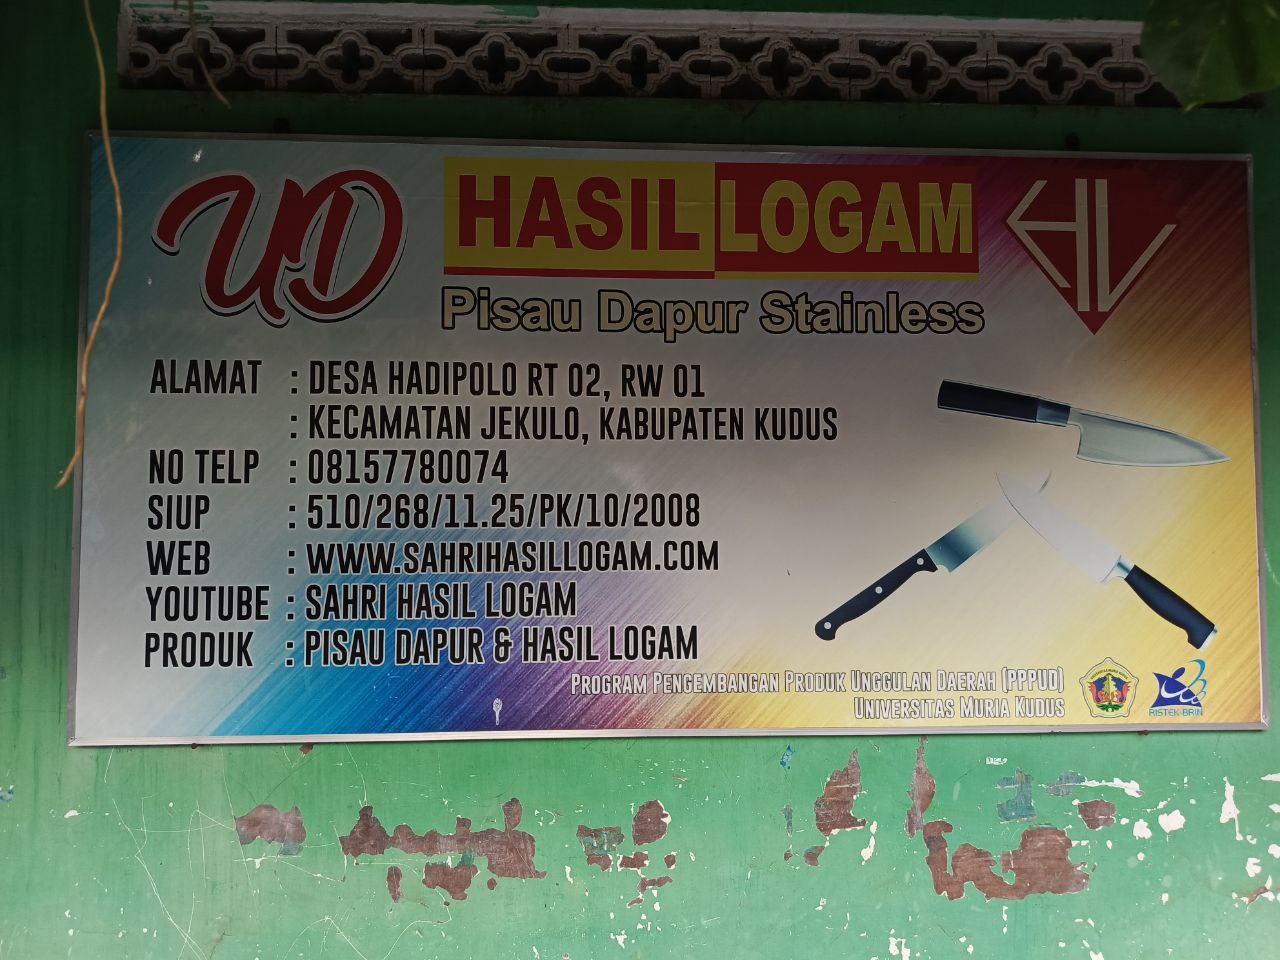 UD HASIL LOGAM HL
Pisau Dapur Stainless
ALAMAT : DESA HADIPOLO RT 02, RW 01
: KECAMATAN JEKULO, KABUPATEN KUDUS
NO TELP : 08157780074
SIUP : 510/268/11.25/PK/10/2008
WEB : WWW.SAHRIHASILLOGAM.COM
YOUTUBE : SAHRI HASIL LOGAM
PRODUK : PISAU DAPUR & HASIL LOGAM
PROGRAM PENGEMBANGAN PRODUK UNGGULAN DAERAH (PPPUD)
UNIVERSITAS MURIA KUDUS
RISTEK-BRIN